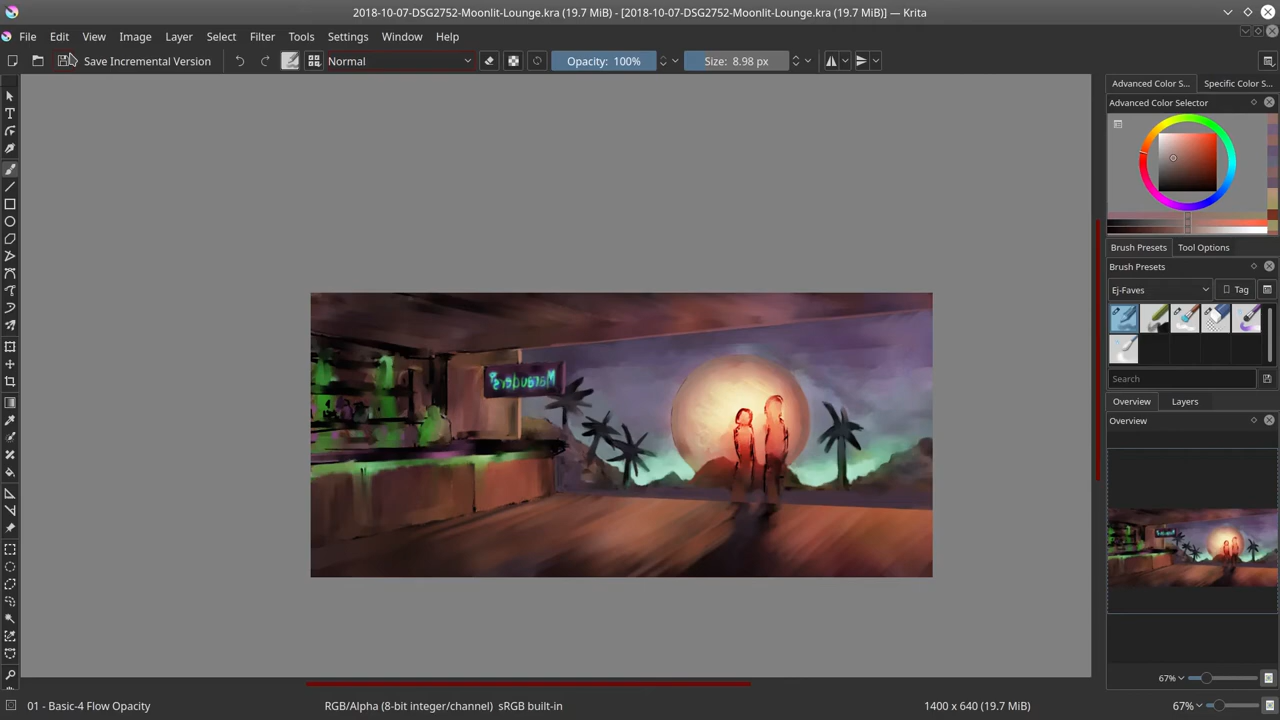 2018-10-07-DSG2752-Moonlit-Lounge.kra (19.7 MiB) - [2018-10-07-DSG2752-Moonlit-Lounge.kra (19.7 MiB)] — Krita
File Edit View Image Layer Select Filter Tools Settings Window Help
Save Incremental Version Normal Opacity: 100% Size: 8.98 px
Advanced Color S... Specific Color S...
Advanced Color Selector
Brush Presets Tool Options
Brush Presets
Ej-Faves Tag
Search
Overview Layers
Overview
Marauders
67%
01 - Basic-4 Flow Opacity RGB/Alpha (8-bit integer/channel) sRGB built-in 1400 x 640 (19.7 MiB) 67%